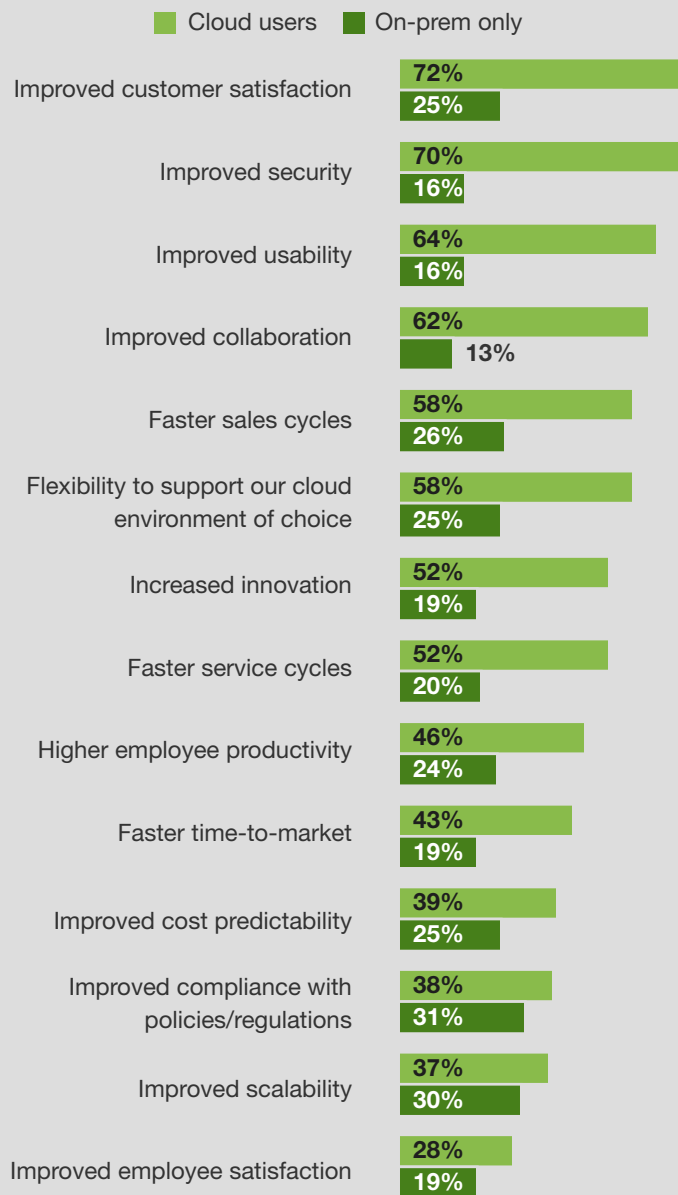 Cloud users On-prem only
Improved customer satisfaction 72%
25%
Improved security 70%
16%
Improved usability 64%
16%
Improved collaboration 62%
13%
Faster sales cycles 58%
26%
Flexibility to support our cloud 58%
environment of choice 25%
Increased innovation 52%
19%
Faster service cycles 52%
20%
Higher employee productivity 46%
24%
Faster time-to-market 43%
19%
Improved cost predictability 39%
25%
Improved compliance with 38%
policies/regulations 31%
Improved scalability 37%
30%
Improved employee satisfaction 28%
19%